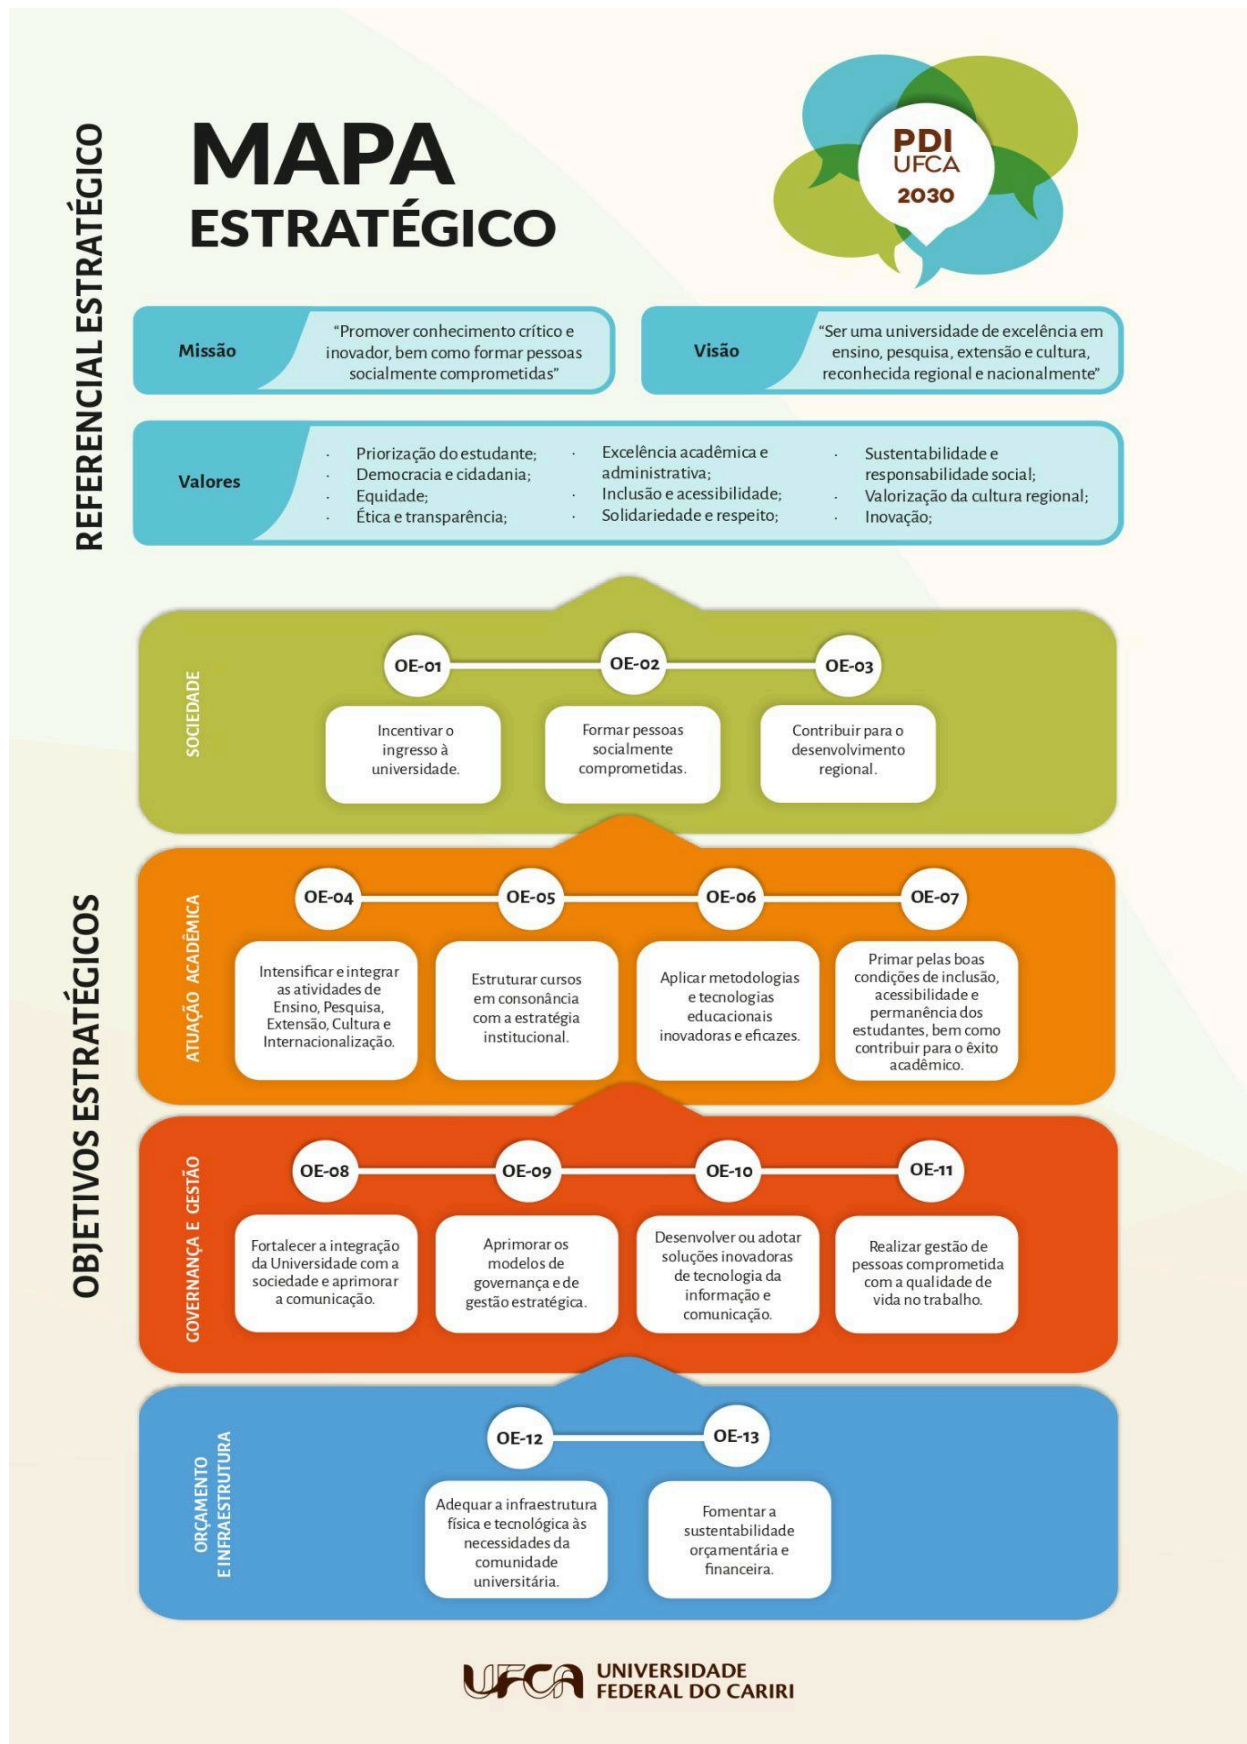 REFERENCIAL ESTRATÉGICO
MAPA
ESTRATÉGICO
PDI
UFCA
2030
Missão
“Promover conhecimento crítico e
inovador, bem como formar pessoas
socialmente comprometidas”
Visão
“Ser uma universidade de excelência em
ensino, pesquisa, extensão e cultura,
reconhecida regional e nacionalmente”
Valores
· Priorização do estudante;
· Democracia e cidadania;
· Equidade;
· Ética e transparência;
· Excelência acadêmica e
administrativa;
· Inclusão e acessibilidade;
· Solidariedade e respeito;
· Sustentabilidade e
responsabilidade social;
· Valorização da cultura regional;
· Inovação;
OBJETIVOS ESTRATÉGICOS
SOCIEDADE
OE-01
Incentivar o
ingresso à
universidade.
OE-02
Formar pessoas
socialmente
comprometidas.
OE-03
Contribuir para o
desenvolvimento
regional.
ATUAÇÃO ACADÊMICA
OE-04
Intensificar e integrar
as atividades de
Ensino, Pesquisa,
Extensão, Cultura e
Internacionalização.
OE-05
Estruturar cursos
em consonância
com a estratégia
institucional.
OE-06
Aplicar metodologias
e tecnologias
educacionais
inovadoras e eficazes.
OE-07
Primar pelas boas
condições de inclusão,
acessibilidade e
permanência dos
estudantes, bem como
contribuir para o êxito
acadêmico.
GOVERNANÇA E GESTÃO
OE-08
Fortalecer a integração
da Universidade com a
sociedade e aprimorar
a comunicação.
OE-09
Aprimorar os
modelos de
governança e de
gestão estratégica.
OE-10
Desenvolver ou adotar
soluções inovadoras
de tecnologia da
informação e
comunicação.
OE-11
Realizar gestão de
pessoas comprometida
com a qualidade de
vida no trabalho.
ORÇAMENTO
E INFRAESTRUTURA
OE-12
Adequar a infraestrutura
física e tecnológica às
necessidades da
comunidade
universitária.
OE-13
Fomentar a
sustentabilidade
orçamentária e
financeira.
UFCA
UNIVERSIDADE
FEDERAL DO CARIRI